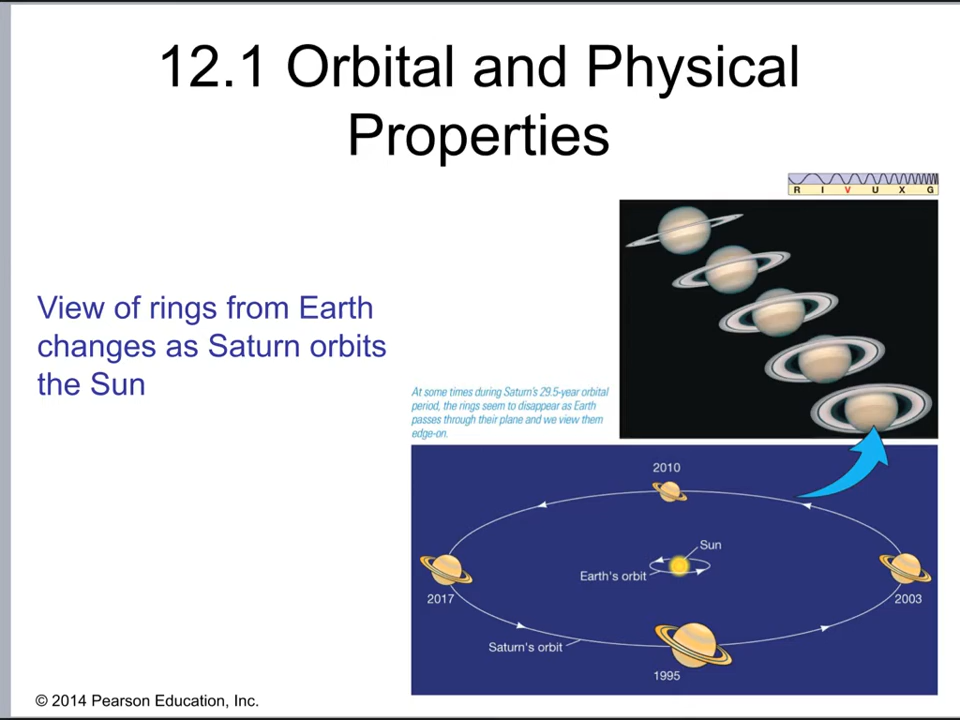 12.1 Orbital and Physical
Properties
R I V U X G
View of rings from Earth
changes as Saturn orbits
the Sun
At some times during Saturn's 29.5-year orbital
period, the rings seem to disappear as Earth
passes through their plane and we view them
edge-on.
2010
Sun
Earth's orbit
2017
2003
Saturn's orbit
1995
© 2014 Pearson Education, Inc.